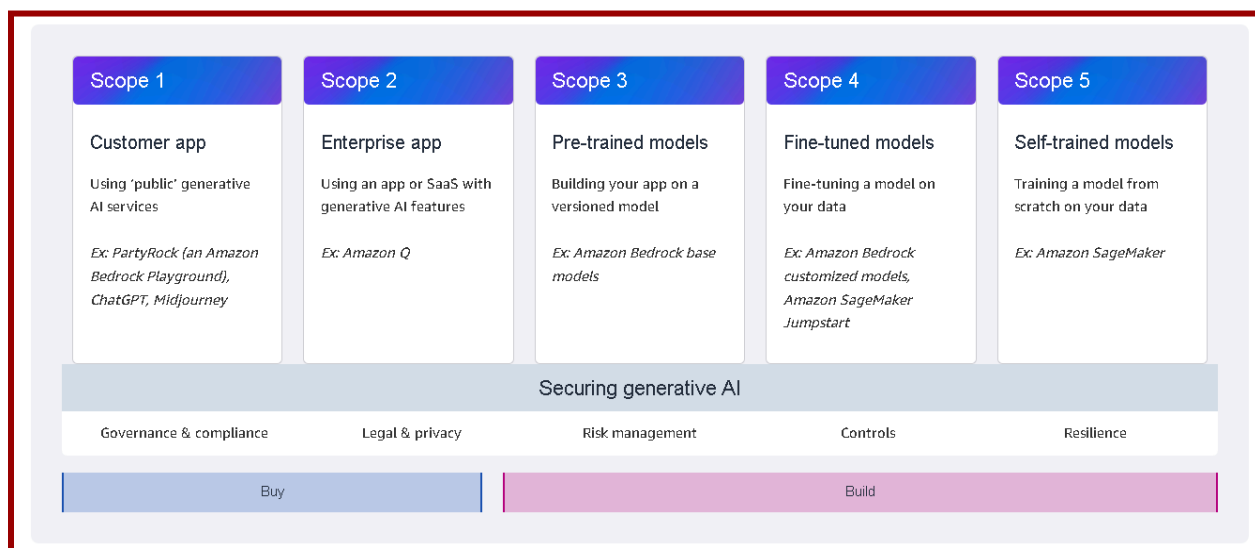 Scope 1
Customer app
Using ‘public’ generative
AI services
Ex: PartyRock (an Amazon
Bedrock Playground),
ChatGPT, Midjourney
Scope 2
Enterprise app
Using an app or SaaS with
generative AI features
Ex: Amazon Q
Scope 3
Pre-trained models
Building your app on a
versioned model
Ex: Amazon Bedrock base
models
Scope 4
Fine-tuned models
Fine-tuning a model on
your data
Ex: Amazon Bedrock
customized models,
Amazon SageMaker
Jumpstart
Scope 5
Self-trained models
Training a model from
scratch on your data
Ex: Amazon SageMaker
Securing generative AI
Governance & compliance
Legal & privacy
Risk management
Controls
Resilience
Buy
Build